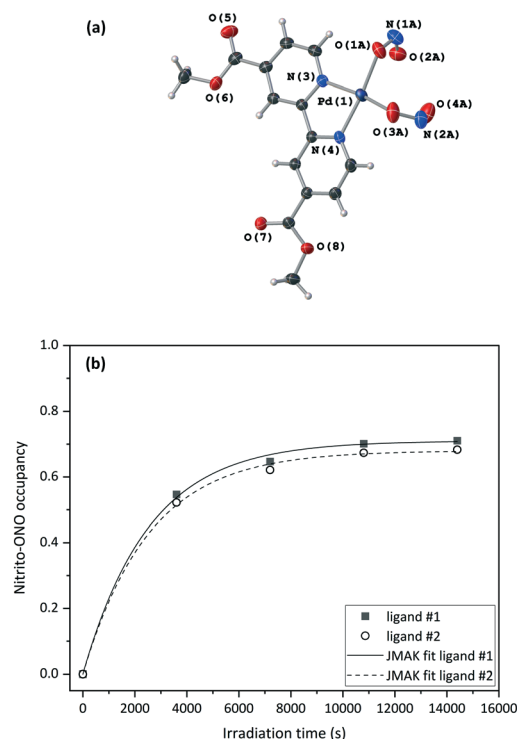 (a)
O(5)
N(1A)
O(1A)
O(2A)
N(3)
Pd(1)
O(6)
O(4A)
O(3A)
N(2A)
N(4)
O(7)
O(8)
(b)
1.0
0.8
0.6
0.4
0.2
0.0
Nitrito-ONO occupancy
ligand #1
ligand #2
JMAK fit ligand #1
JMAK fit ligand #2
0 2000 4000 6000 8000 10000 12000 14000 16000
Irradiation time (s)